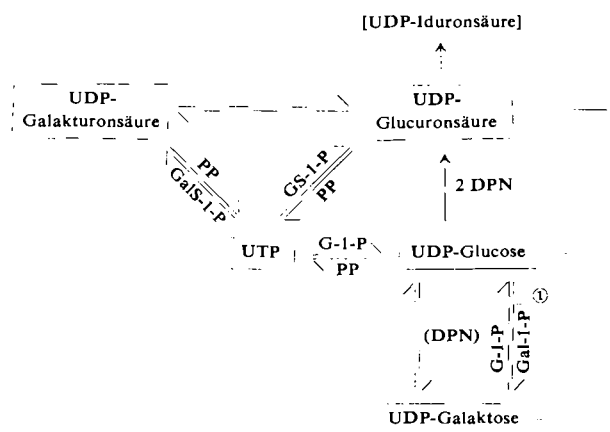 [UDP-Iduronsäure]
UDP-
Galakturonsäure
UDP-
Glucuronsäure
PP
GalS-1-P
GS-1-P
PP
2 DPN
UTP
G-1-P
PP
UDP-Glucose
(DPN)
G-1-P
Gal-1-P
①
UDP-Galaktose